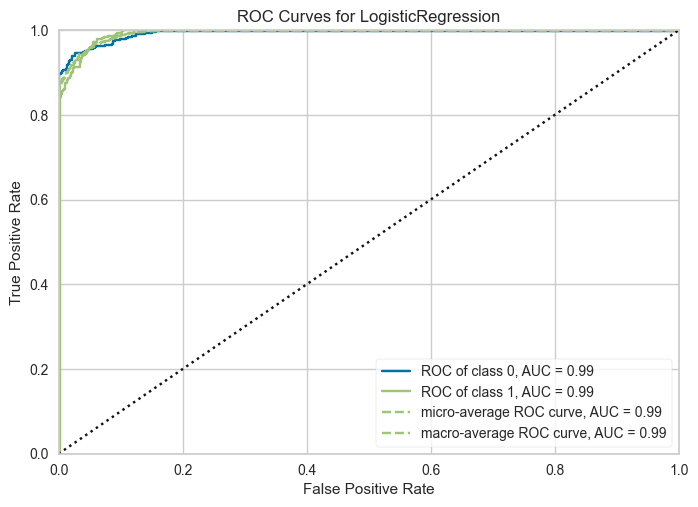 ROC Curves for LogisticRegression
1.0
0.8
0.6
0.4
0.2
0.0
True Positive Rate
ROC of class 0, AUC = 0.99
ROC of class 1, AUC = 0.99
micro-average ROC curve, AUC = 0.99
macro-average ROC curve, AUC = 0.99
0.0 0.2 0.4 0.6 0.8 1.0
False Positive Rate